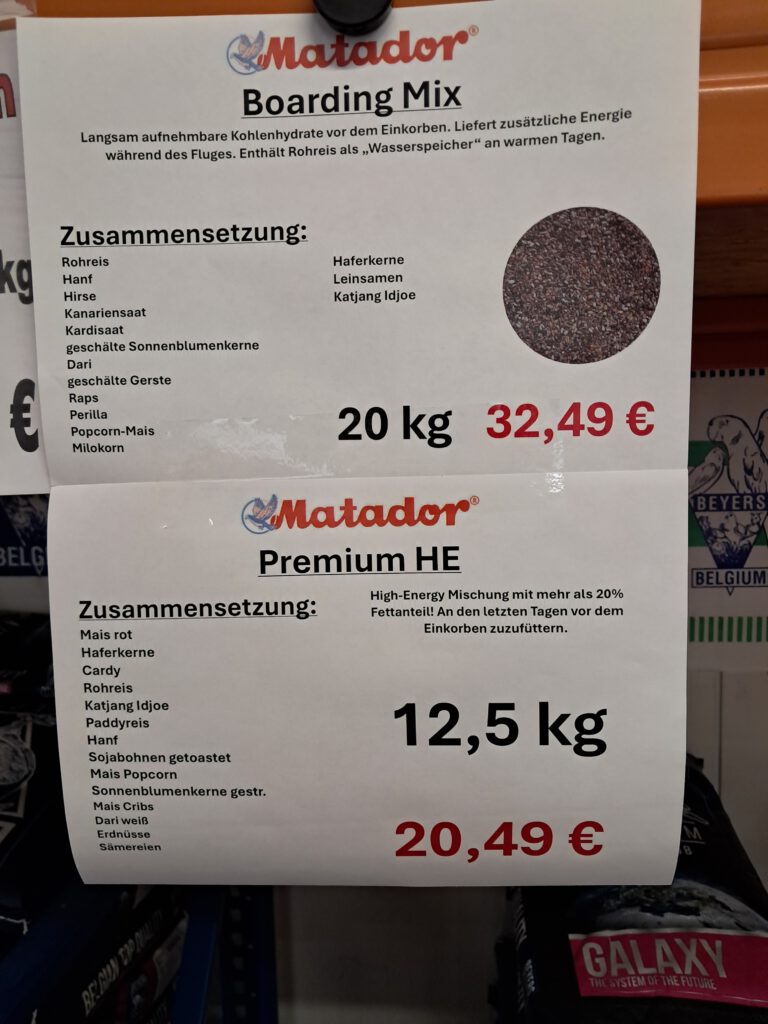 Matador®
Boarding Mix
Langsam aufnehmbare Kohlenhydrate vor dem Einkorben. Liefert zusätzliche Energie
während des Fluges. Enthält Rohreis als „Wasserspeicher“ an warmen Tagen.
Zusammensetzung:
Rohreis
Hanf
Hirse
Kanariensaat
Kardisaat
geschälte Sonnenblumenkerne
Dari
geschälte Gerste
Raps
Perilla
Popcorn-Mais
Milokorn
Haferkerne
Leinsamen
Katjang Idjoe
20 kg 32,49 €
Matador®
Premium HE
Zusammensetzung:
Mais rot
Haferkerne
Cardy
Rohreis
Katjang Idjoe
Paddyreis
Hanf
Sojabohnen getoastet
Mais Popcorn
Sonnenblumenkerne gestr.
Mais Cribs
Dari weiß
Erdnüsse
Sämereien
High-Energy Mischung mit mehr als 20%
Fettanteil! An den letzten Tagen vor dem
Einkorben zuzufüttern.
12,5 kg
20,49 €
kg
€
BEYERS
BELGIUM
BELG
BELGIAN TOP QUALITY
GALAXY
THE SYSTEM OF THE FUTURE